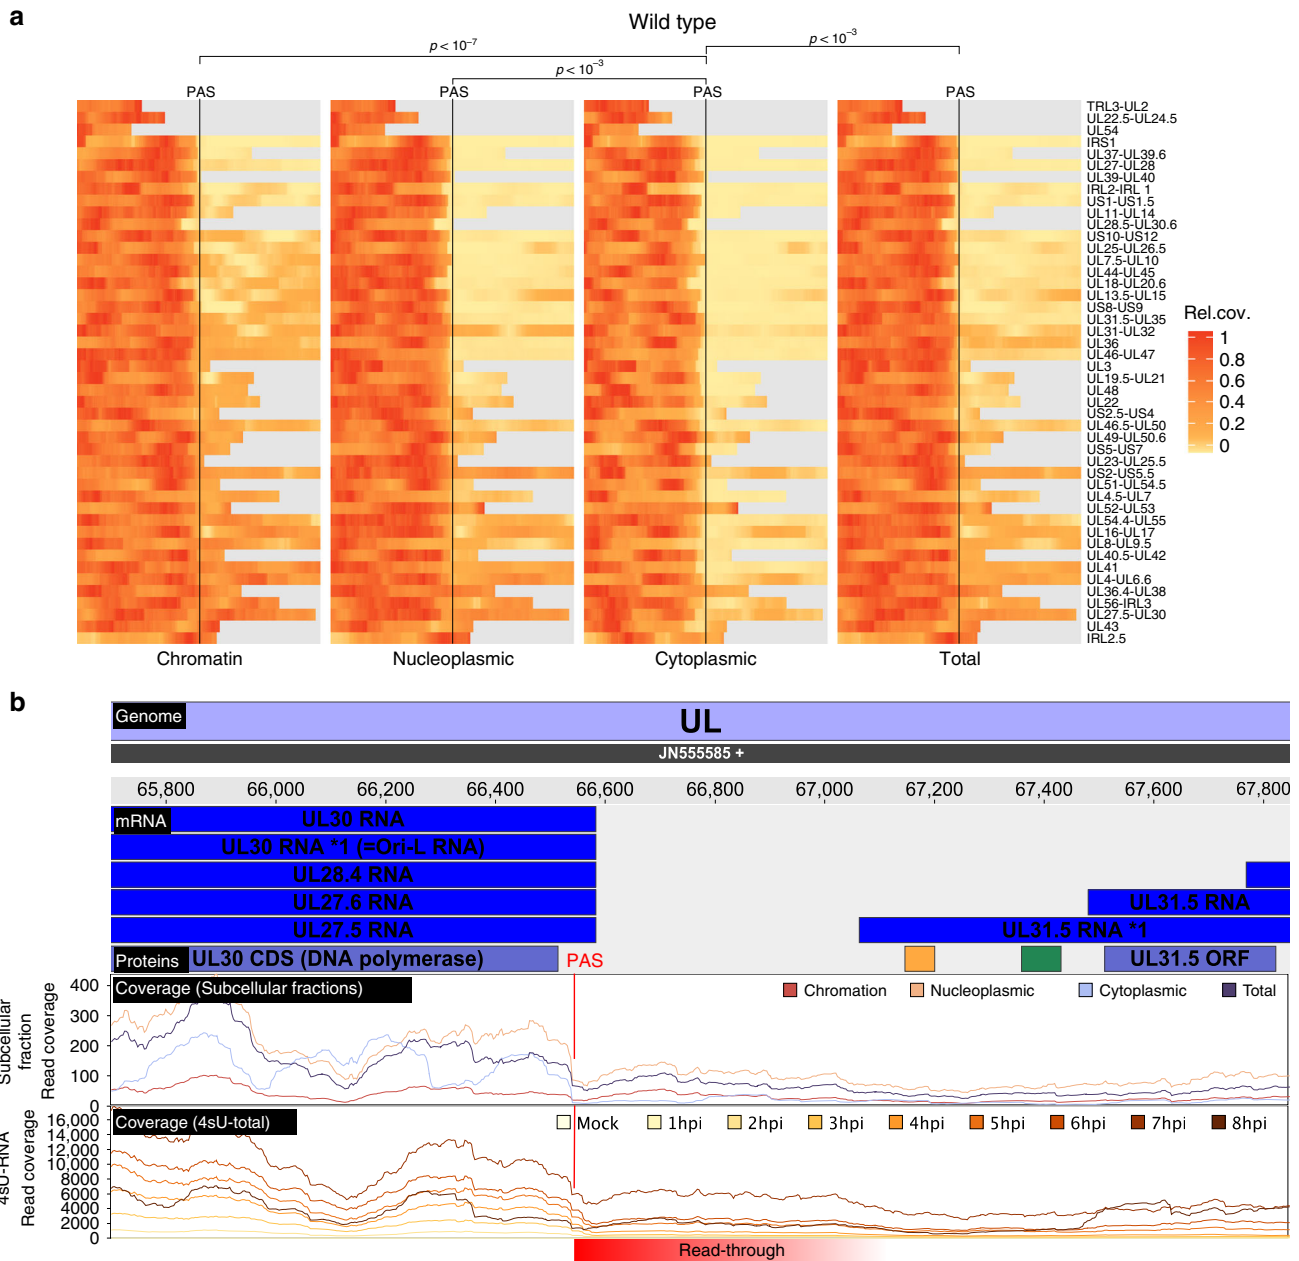 a
Wild type
p < 10⁻⁷
p < 10⁻³
p < 10⁻³
PAS PAS PAS PAS
TRL3-UL2
UL22.5-UL24.5
UL54
IRS1
UL37-UL39.6
UL27-UL28
UL39-UL40
IRL2-IRL 1
US1-US1.5
UL11-UL14
UL28.5-UL30.6
US10-US12
UL25-UL26.5
UL7.5-UL10
UL44-UL45
UL18-UL20.6
UL13.5-UL15
US8-US9
UL31.5-UL35
UL31-UL32
UL36
UL46-UL47
UL3
UL19.5-UL21
UL48
UL22
US2.5-US4
UL46.5-UL50
UL49-UL50.6
US5-US7
UL23-UL25.5
US2-US5.5
UL51-UL54.5
UL4.5-UL7
UL52-UL53
UL54.4-UL55
UL16-UL17
UL8-UL9.5
UL40.5-UL42
UL41
UL4-UL6.6
UL36.4-UL38
UL56-IRL3
UL27.5-UL30
UL43
IRL2.5
Rel.cov.
1
0.8
0.6
0.4
0.2
0
Chromatin Nucleoplasmic Cytoplasmic Total
b
Genome UL
JN555585 +
65,800 66,000 66,200 66,400 66,600 66,800 67,000 67,200 67,400 67,600 67,800
mRNA UL30 RNA
UL30 RNA *1 (=Ori-L RNA)
UL28.4 RNA
UL27.6 RNA UL31.5 RNA
UL27.5 RNA UL31.5 RNA *1
Proteins UL30 CDS (DNA polymerase) PAS UL31.5 ORF
Coverage (Subcellular fractions) Chromation Nucleoplasmic Cytoplasmic Total
Subcellular
fraction
Read coverage
400
300
200
100
0
Coverage (4sU-total) Mock 1hpi 2hpi 3hpi 4hpi 5hpi 6hpi 7hpi 8hpi
4sU-RNA
Read coverage
16,000
14,000
12,000
10,000
8000
6000
4000
2000
0
Read-through